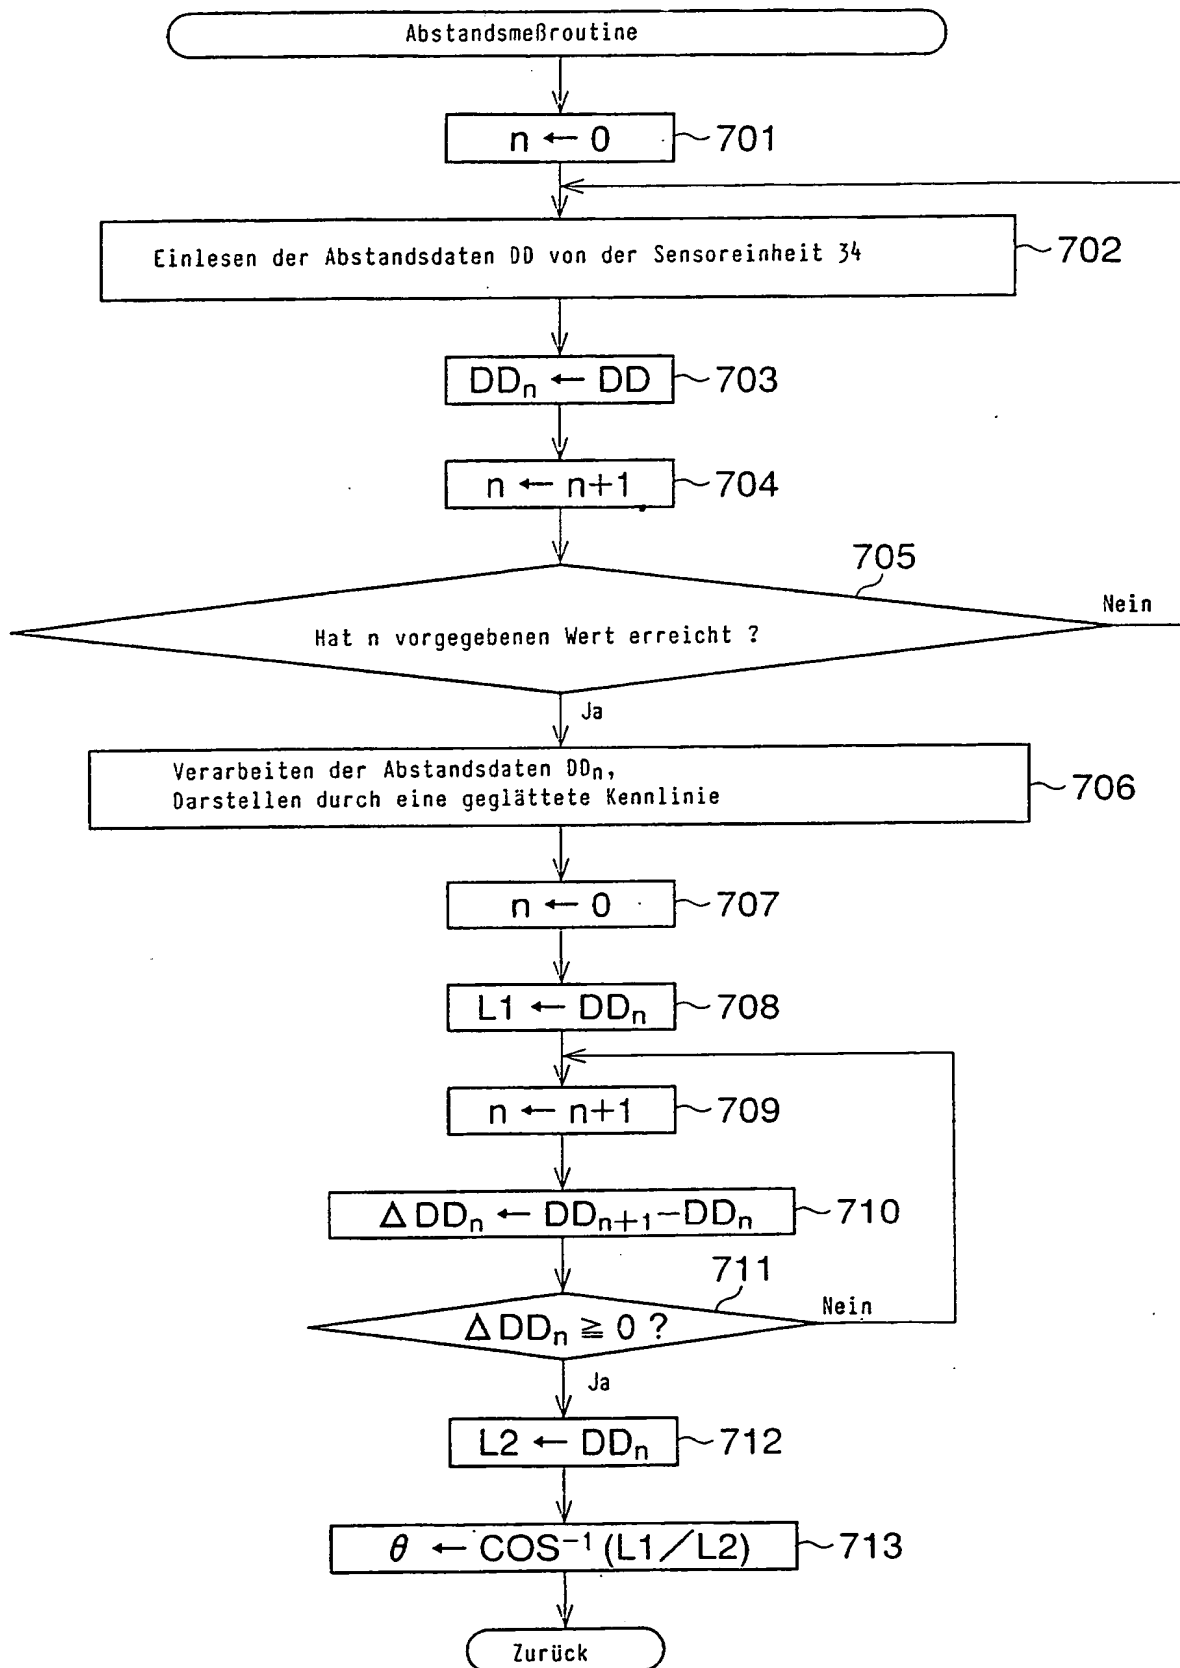 Abstandsmeßroutine
n ← 0
701
Einlesen der Abstandsdaten DD von der Sensoreinheit 34
702
DDn ← DD
703
n ← n+1
704
705
Hat n vorgegebenen Wert erreicht ?
Nein
Ja
Verarbeiten der Abstandsdaten DDn,
Darstellen durch eine geglättete Kennlinie
706
n ← 0
707
L1 ← DDn
708
n ← n+1
709
Δ DDn ← DDn+1−DDn
710
711
Δ DDn ≧ 0 ?
Nein
Ja
L2 ← DDn
712
θ ← COS⁻¹ (L1／L2)
713
Zurück